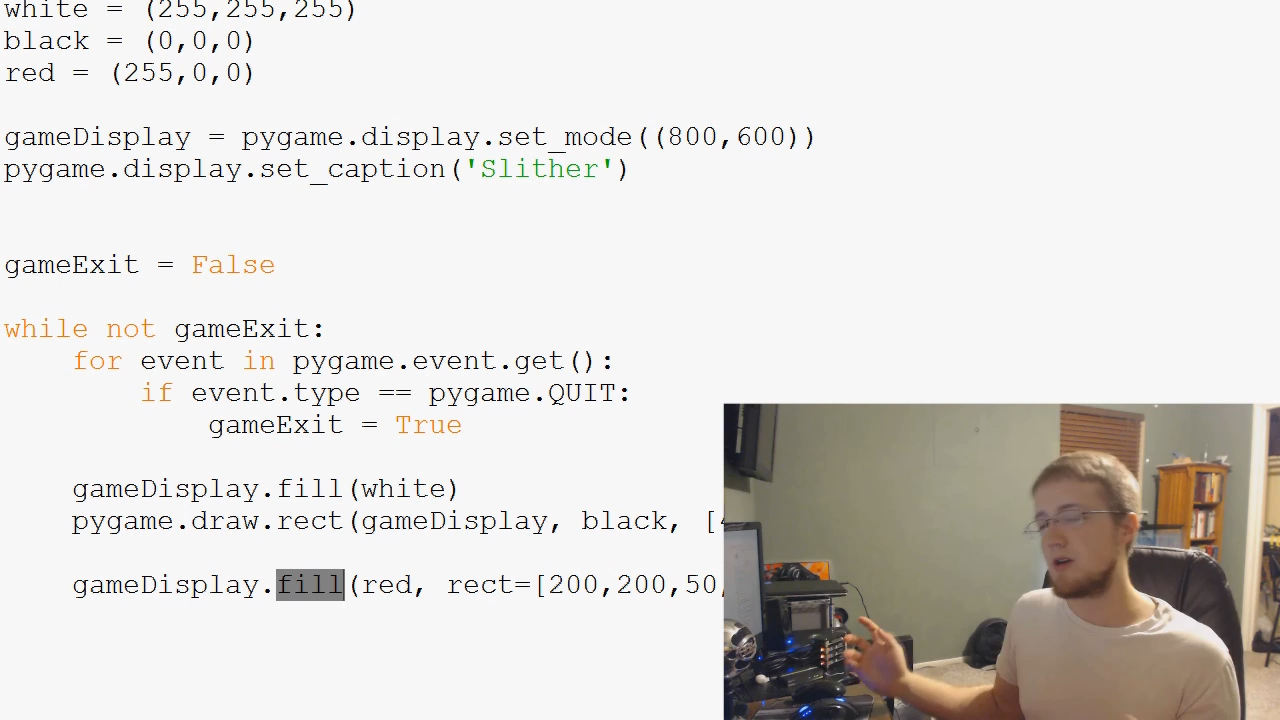 white = (255,255,255)
black = (0,0,0)
red = (255,0,0)
gameDisplay = pygame.display.set_mode((800,600))
pygame.display.set_caption('Slither')
gameExit = False
while not gameExit:
for event in pygame.event.get():
if event.type == pygame.QUIT:
gameExit = True
gameDisplay.fill(white)
pygame.draw.rect(gameDisplay, black, [
gameDisplay.fill(red, rect=[200,200,50,